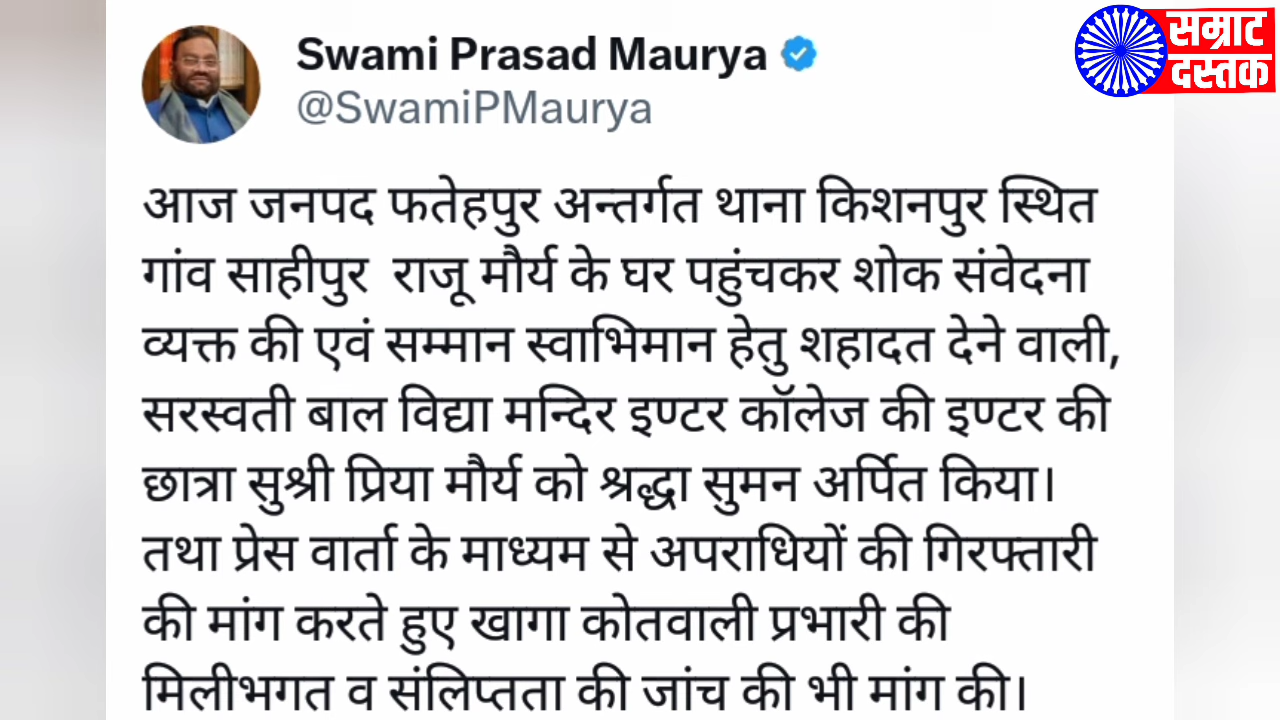 Swami Prasad Maurya
@SwamiPMaurya
सम्राट
दस्तक
आज जनपद फतेहपुर अन्तर्गत थाना किशनपुर स्थित
गांव साहीपुर राजू मौर्य के घर पहुंचकर शोक संवेदना
व्यक्त की एवं सम्मान स्वाभिमान हेतु शहादत देने वाली,
सरस्वती बाल विद्या मन्दिर इण्टर कॉलेज की इण्टर की
छात्रा सुश्री प्रिया मौर्य को श्रद्धा सुमन अर्पित किया।
तथा प्रेस वार्ता के माध्यम से अपराधियों की गिरफ्तारी
की मांग करते हुए खागा कोतवाली प्रभारी की
मिलीभगत व संलिप्तता की जांच की भी मांग की।